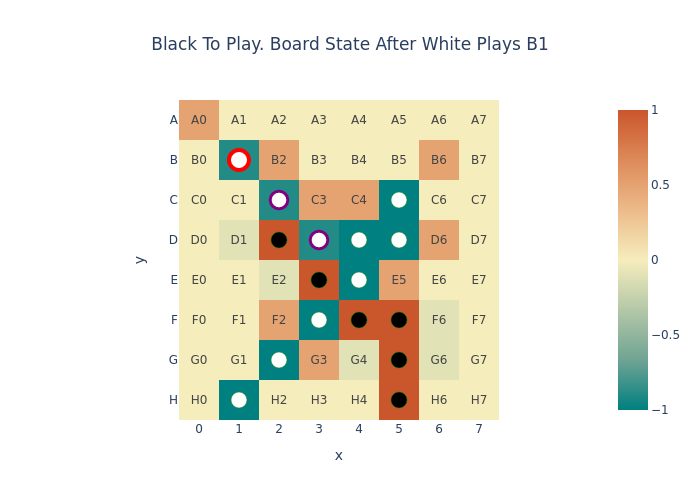 Black To Play. Board State After White Plays B1
A A0 A1 A2 A3 A4 A5 A6 A7
B B0 B2 B3 B4 B5 B6 B7
C C0 C1 C3 C4 C6 C7
D D0 D1 D6 D7
E E0 E1 E2 E5 E6 E7
F F0 F1 F2 F6 F7
G G0 G1 G3 G4 G6 G7
H H0 H2 H3 H4 H6 H7
0 1 2 3 4 5 6 7
x
y
1
0.5
0
−0.5
−1